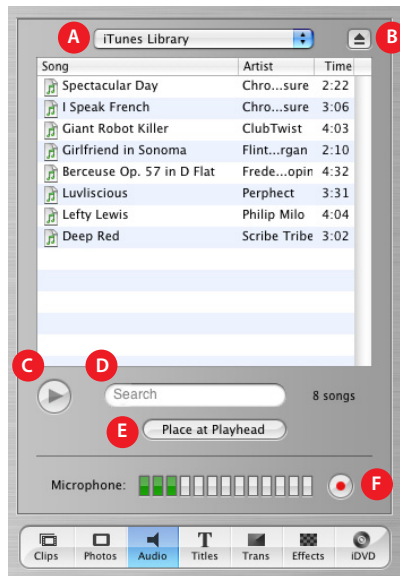 A iTunes Library B
Song Artist Time
Spectacular Day Chro...sure 2:22
I Speak French Chro...sure 3:06
Giant Robot Killer ClubTwist 4:03
Girlfriend in Sonoma Flint...rgan 2:10
Berceuse Op. 57 in D Flat Frede...opin 4:32
Luvliscious Perphect 3:31
Lefty Lewis Philip Milo 4:04
Deep Red Scribe Tribe 3:02
C D
Search 8 songs
E Place at Playhead
Microphone: F
Clips Photos Audio T Titles Trans Effects iDVD